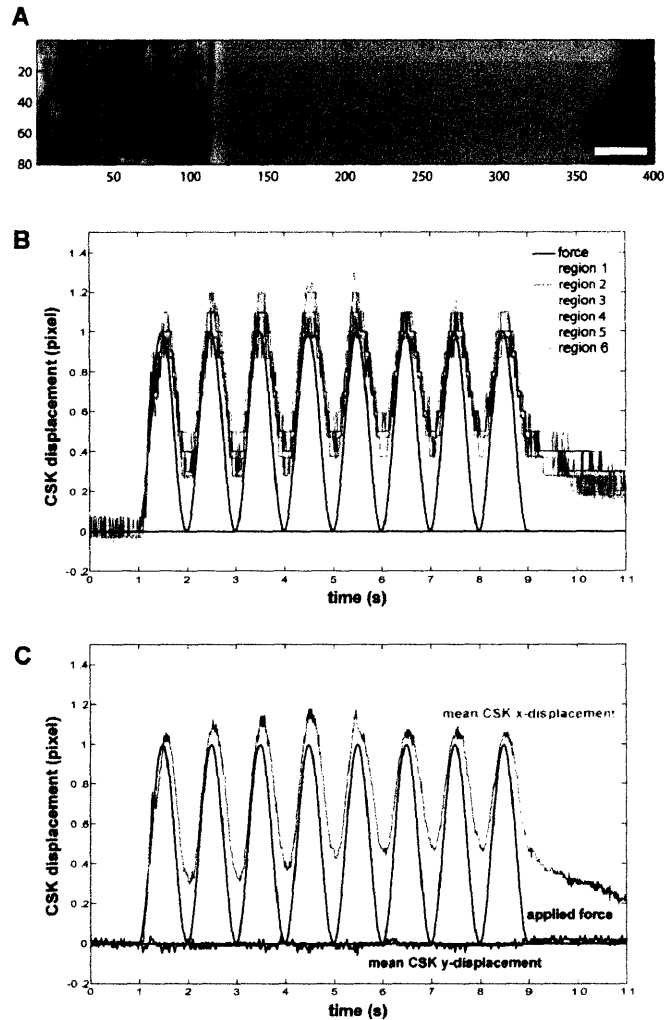 A
20
40
60
80
50 100 150 200 250 300 350 400
B
1.4
1.2
1
0.8
0.6
0.4
0.2
0
-0.2
CSK displacement (pixel)
force
region 1
region 2
region 3
region 4
region 5
region 6
0 1 2 3 4 5 6 7 8 9 10 11
time (s)
C
1.4
1.2
1
0.8
0.6
0.4
0.2
0
-0.2
CSK displacement (pixel)
mean CSK x-displacement
applied force
mean CSK y-displacement
0 1 2 3 4 5 6 7 8 9 10 11
time (s)